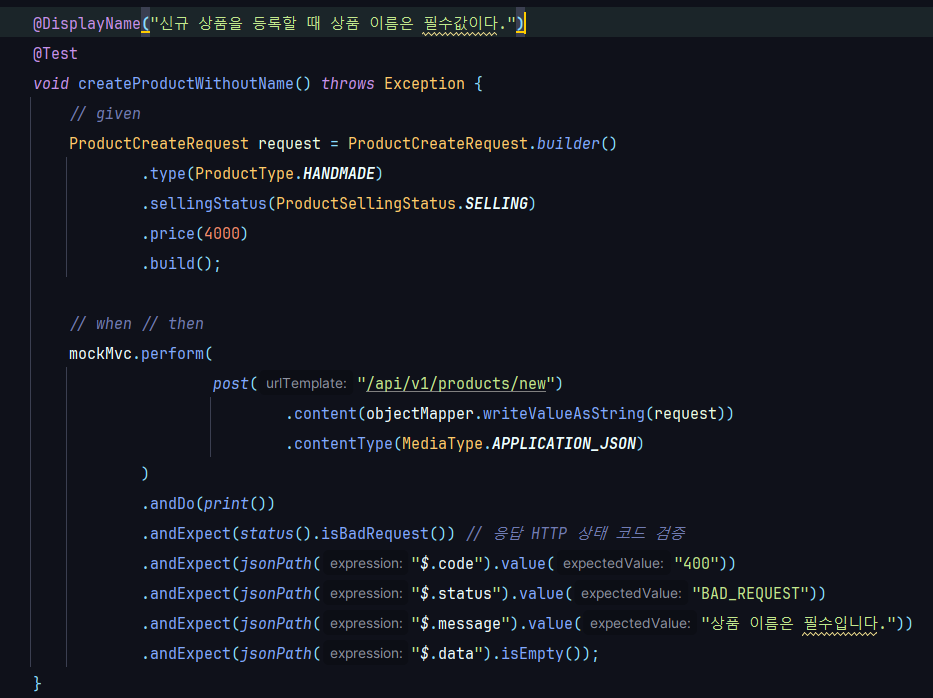 @DisplayName("신규 상품을 등록할 때 상품 이름은 필수값이다.")
@Test
void createProductWithoutName() throws Exception {
// given
ProductCreateRequest request = ProductCreateRequest.builder()
.type(ProductType.HANDMADE)
.sellingStatus(ProductSellingStatus.SELLING)
.price(4000)
.build();
// when // then
mockMvc.perform(
post( urlTemplate: "/api/v1/products/new")
.content(objectMapper.writeValueAsString(request))
.contentType(MediaType.APPLICATION_JSON)
)
.andDo(print())
.andExpect(status().isBadRequest()) // 응답 HTTP 상태 코드 검증
.andExpect(jsonPath( expression: "$.code").value( expectedValue: "400"))
.andExpect(jsonPath( expression: "$.status").value( expectedValue: "BAD_REQUEST"))
.andExpect(jsonPath( expression: "$.message").value( expectedValue: "상품 이름은 필수입니다."))
.andExpect(jsonPath( expression: "$.data").isEmpty());
}